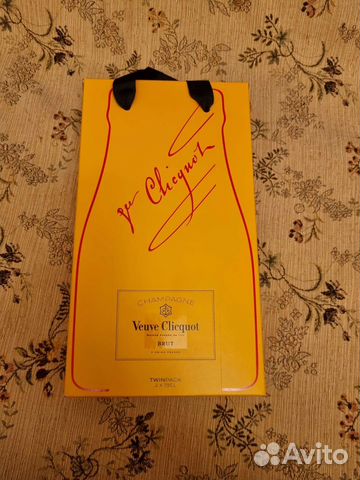 Clicquot
CHAMPAGNE
Veuve Clicquot
BRUT
TWINPACK
2 X 75CL
Avito